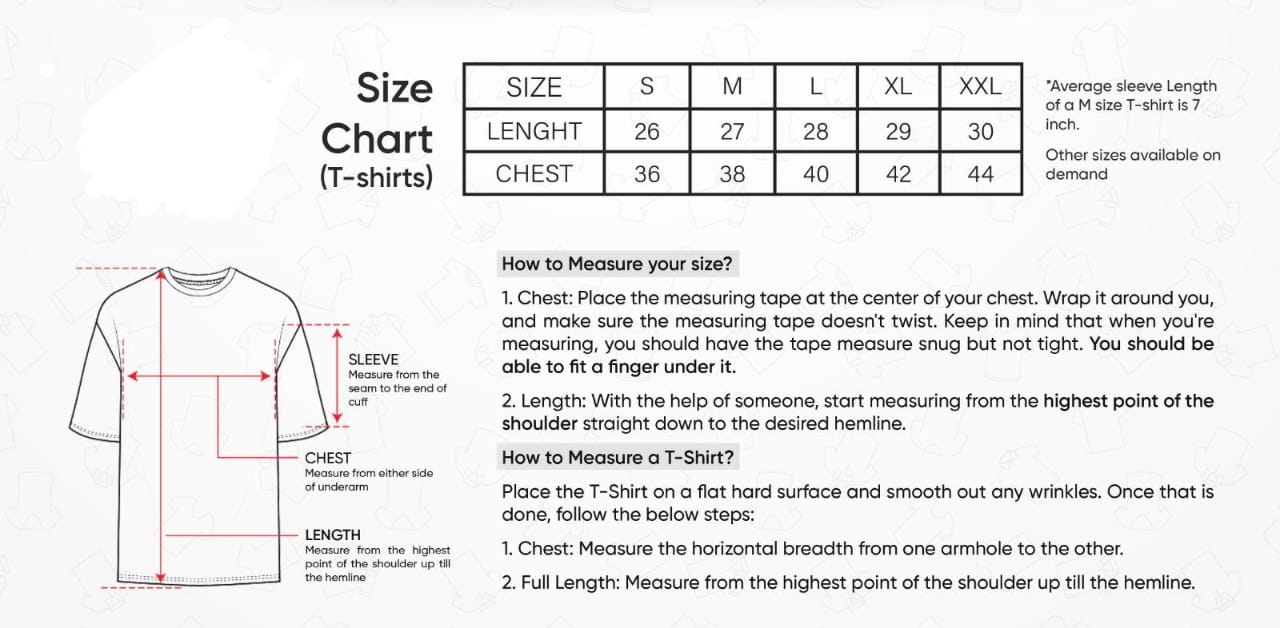 Size
Chart
(T-shirts)
SIZE S M L XL XXL
LENGHT 26 27 28 29 30
CHEST 36 38 40 42 44
*Average sleeve Length
of a M size T-shirt is 7
inch.
Other sizes available on
demand
SLEEVE
Measure from the
seam to the end of
cuff
CHEST
Measure from either side
of underarm
LENGTH
Measure from the highest
point of the shoulder up till
the hemline
How to Measure your size?
1. Chest: Place the measuring tape at the center of your chest. Wrap it around you,
and make sure the measuring tape doesn't twist. Keep in mind that when you're
measuring, you should have the tape measure snug but not tight. You should be
able to fit a finger under it.
2. Length: With the help of someone, start measuring from the highest point of the
shoulder straight down to the desired hemline.
How to Measure a T-Shirt?
Place the T-Shirt on a flat hard surface and smooth out any wrinkles. Once that is
done, follow the below steps:
1. Chest: Measure the horizontal breadth from one armhole to the other.
2. Full Length: Measure from the highest point of the shoulder up till the hemline.